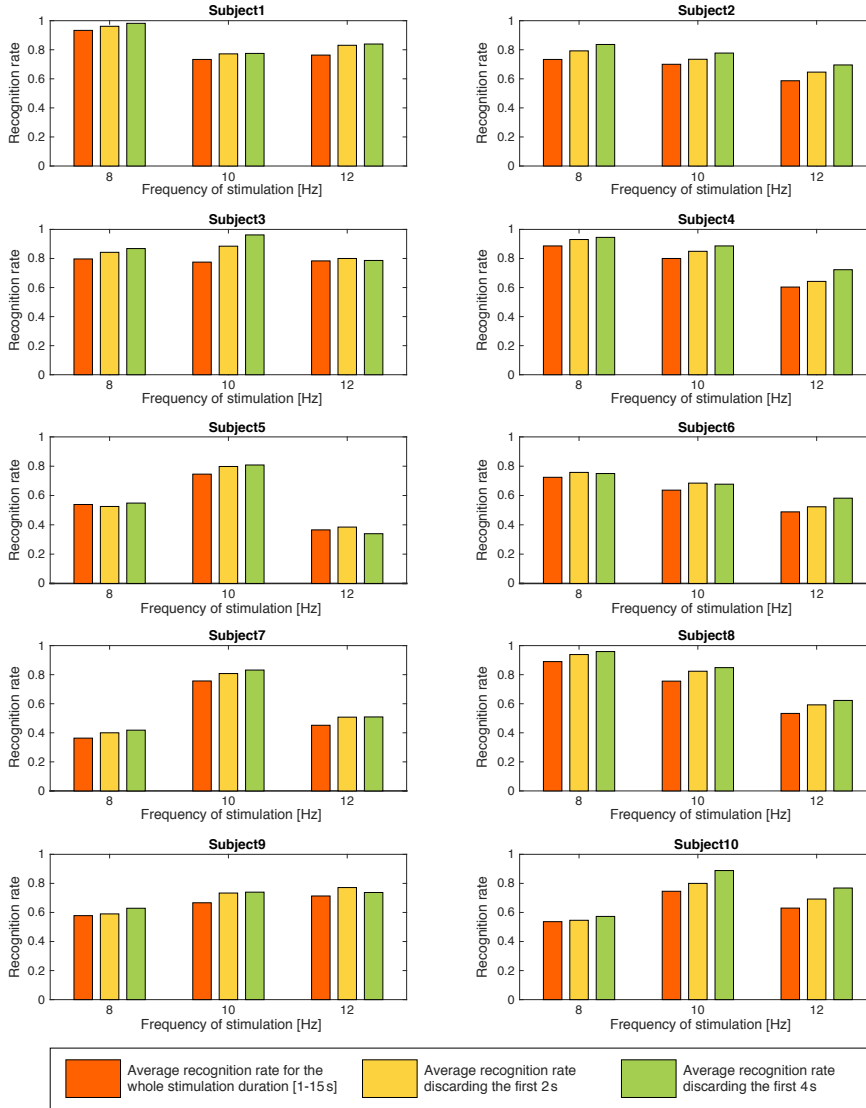 Subject1
Recognition rate
1
0.8
0.6
0.4
0.2
0
8
10
12
Frequency of stimulation [Hz]
Subject2
Recognition rate
1
0.8
0.6
0.4
0.2
0
8
10
12
Frequency of stimulation [Hz]
Subject3
Recognition rate
1
0.8
0.6
0.4
0.2
0
8
10
12
Frequency of stimulation [Hz]
Subject4
Recognition rate
1
0.8
0.6
0.4
0.2
0
8
10
12
Frequency of stimulation [Hz]
Subject5
Recognition rate
1
0.8
0.6
0.4
0.2
0
8
10
12
Frequency of stimulation [Hz]
Subject6
Recognition rate
1
0.8
0.6
0.4
0.2
0
8
10
12
Frequency of stimulation [Hz]
Subject7
Recognition rate
1
0.8
0.6
0.4
0.2
0
8
10
12
Frequency of stimulation [Hz]
Subject8
Recognition rate
1
0.8
0.6
0.4
0.2
0
8
10
12
Frequency of stimulation [Hz]
Subject9
Recognition rate
1
0.8
0.6
0.4
0.2
0
8
10
12
Frequency of stimulation [Hz]
Subject10
Recognition rate
1
0.8
0.6
0.4
0.2
0
8
10
12
Frequency of stimulation [Hz]
Average recognition rate for the
whole stimulation duration [1-15s]
Average recognition rate
discarding the first 2s
Average recognition rate
discarding the first 4s